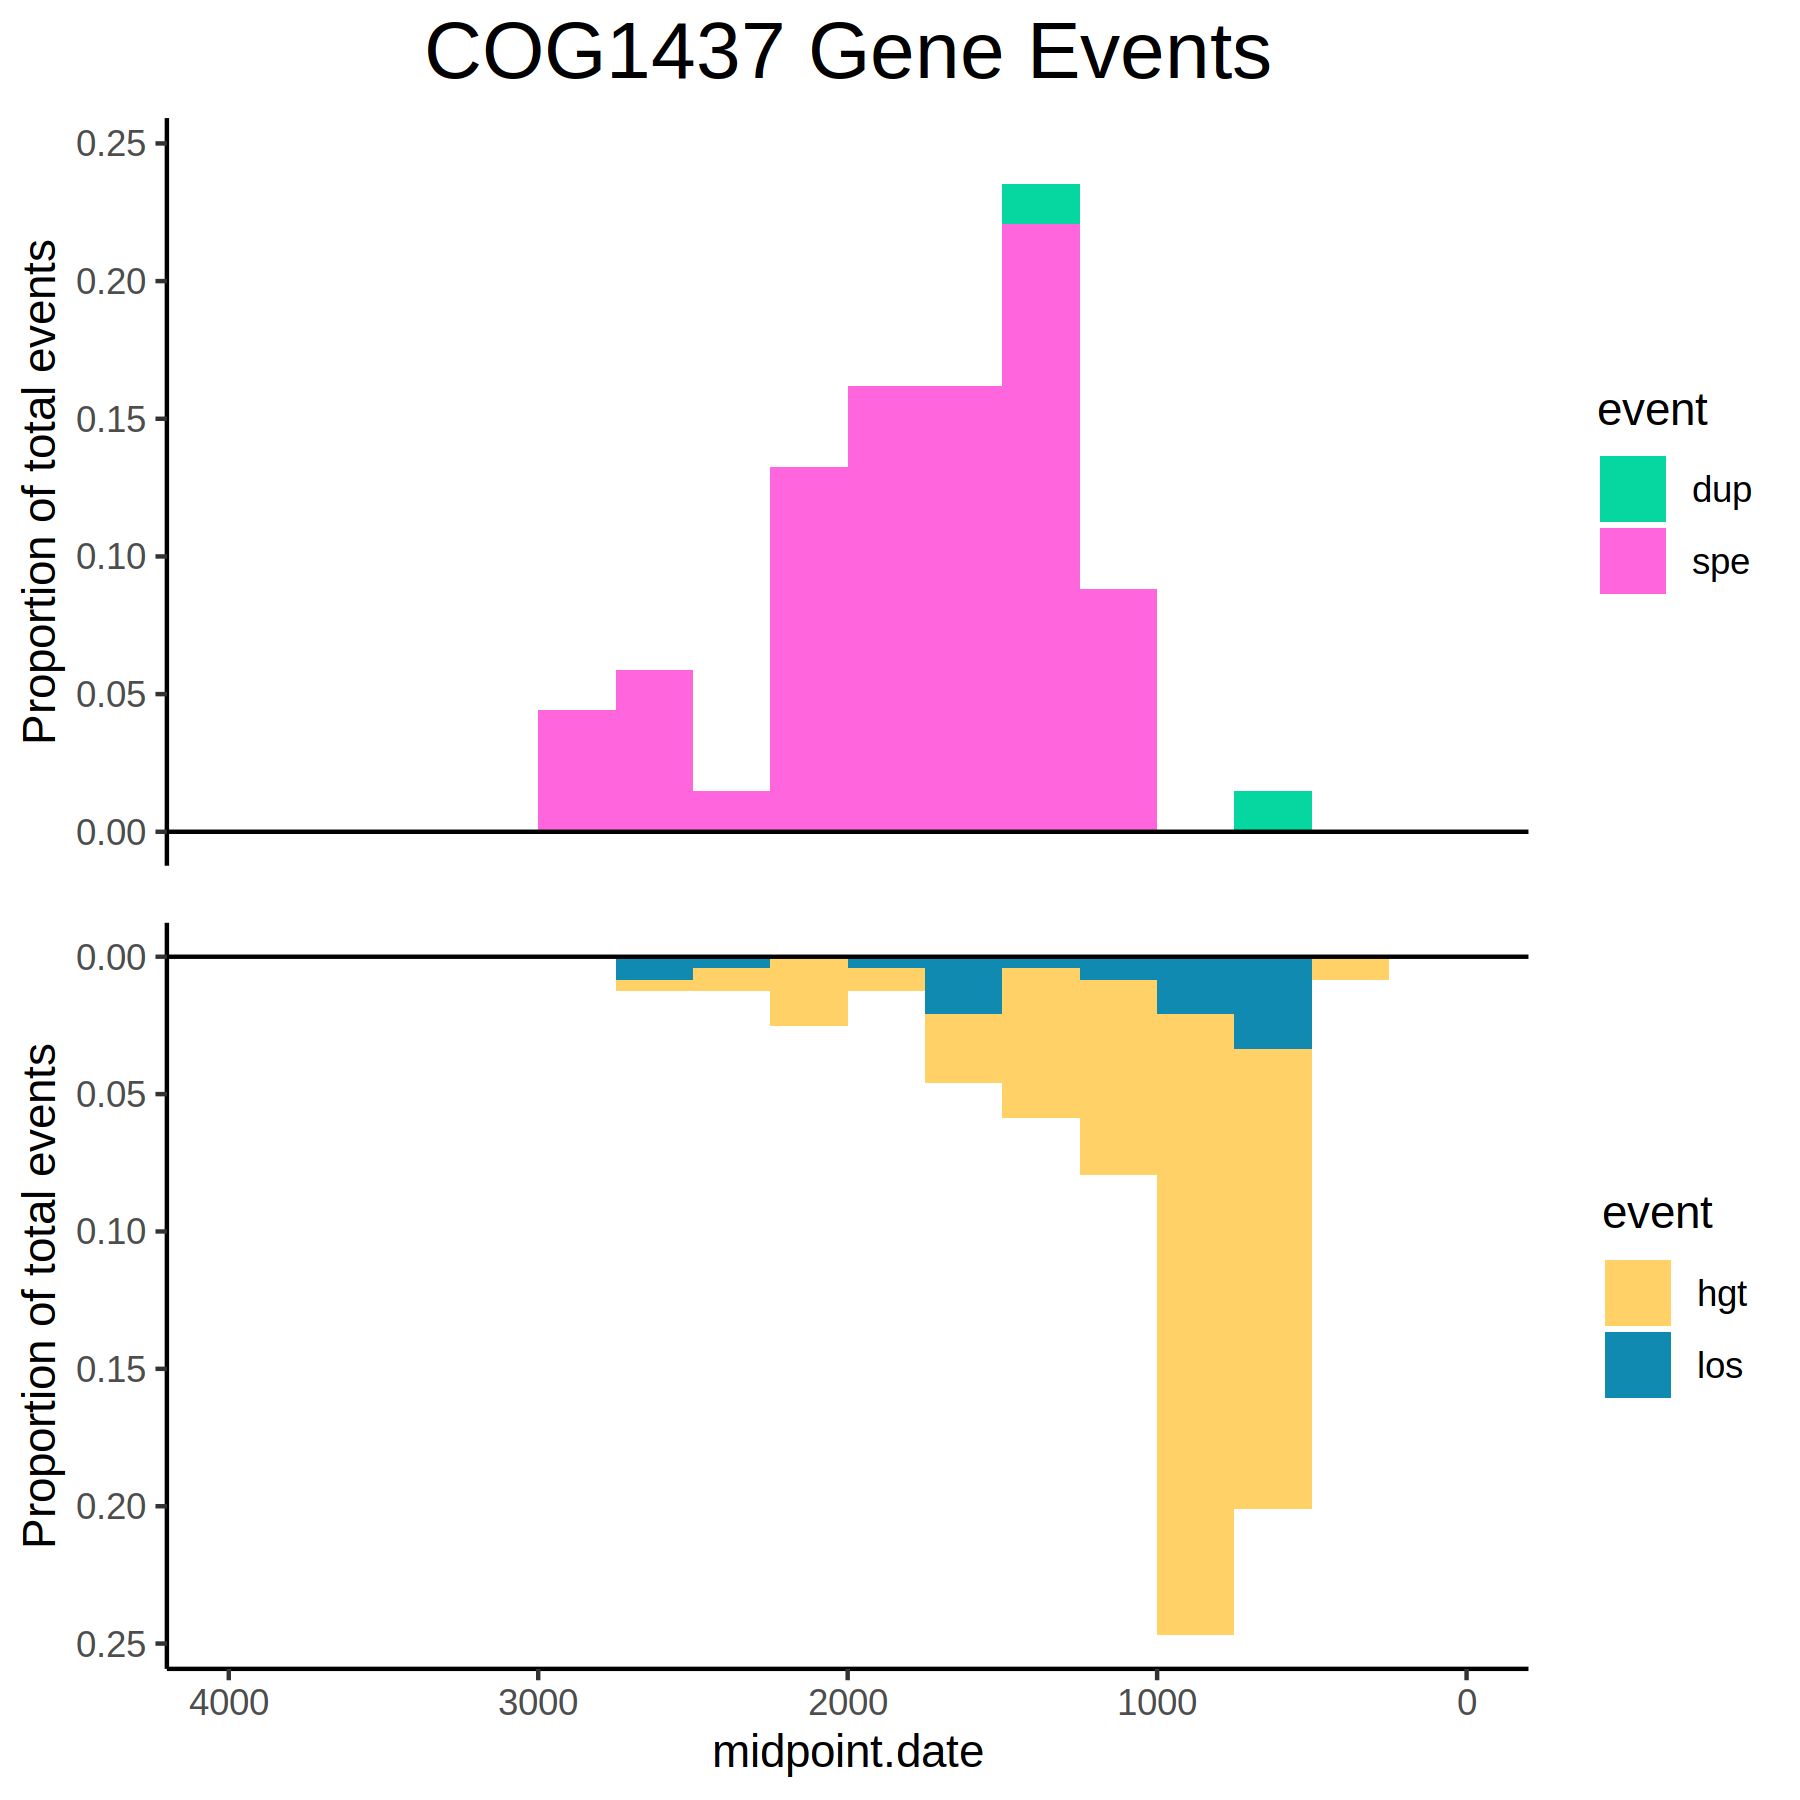 COG1437 Gene Events
0.25
0.20
0.15
0.10
0.05
0.00
Proportion of total events
event
dup
spe
0.00
0.05
0.10
0.15
0.20
0.25
Proportion of total events
event
hgt
los
4000 3000 2000 1000 0
midpoint.date